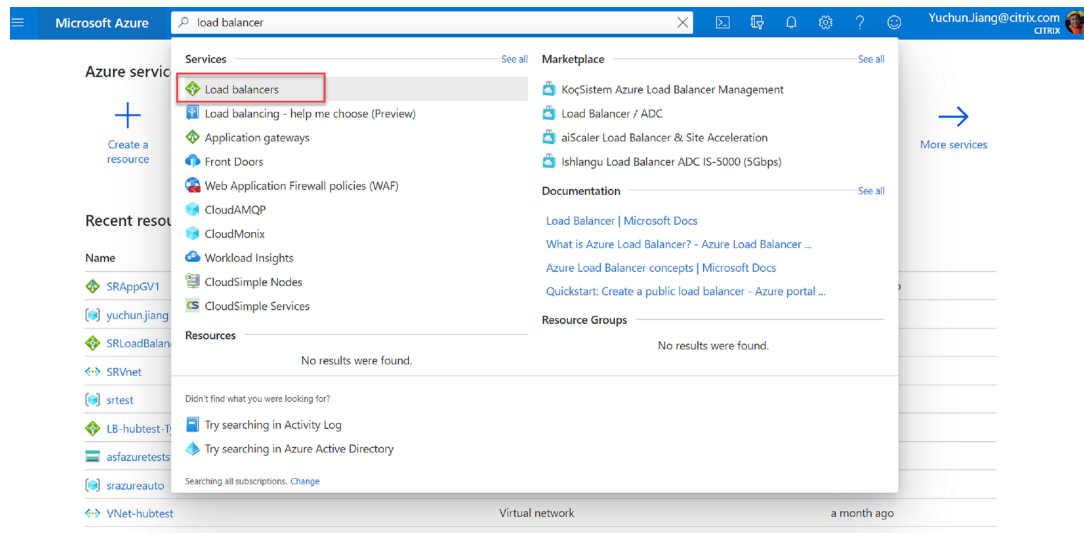 Microsoft Azure
load balancer
Yuchun.Jiang@citrix.com
CITRIX
Azure servic
Create a
resource
More services
Services
See all
Load balancers
Load balancing - help me choose (Preview)
Application gateways
Front Doors
Web Application Firewall policies (WAF)
CloudAMQP
CloudMonix
Workload Insights
CloudSimple Nodes
CS
CloudSimple Services
Resources
No results were found.
Marketplace
See all
KoçSistem Azure Load Balancer Management
Load Balancer / ADC
aiScaler Load Balancer & Site Acceleration
Ishlangu Load Balancer ADC IS-5000 (5Gbps)
Documentation
See all
Load Balancer | Microsoft Docs
What is Azure Load Balancer? - Azure Load Balancer ...
Azure Load Balancer concepts | Microsoft Docs
Quickstart: Create a public load balancer - Azure portal ...
Resource Groups
No results were found.
Didn't find what you were looking for?
Try searching in Activity Log
Try searching in Azure Active Directory
Searching all subscriptions. Change
Recent resou
Name
SRAppGV1
yuchun.jiang
SRLoadBalan
SRVnet
srtest
LB-hubtest-T
asfazuretests
srazureauto
VNet-hubtest
Virtual network
a month ago